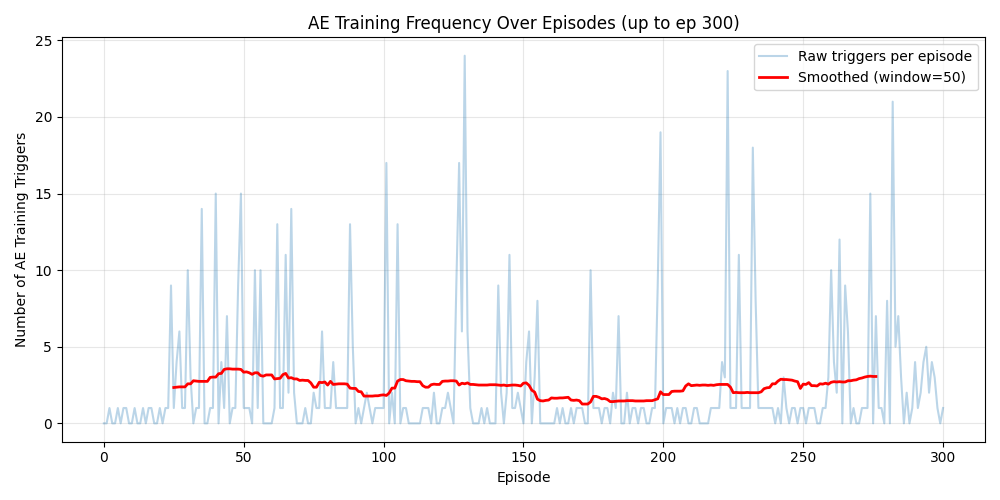 AE Training Frequency Over Episodes (up to ep 300)
Raw triggers per episode
Smoothed (window=50)
Number of AE Training Triggers
25
20
15
10
5
0
0 50 100 150 200 250 300
Episode